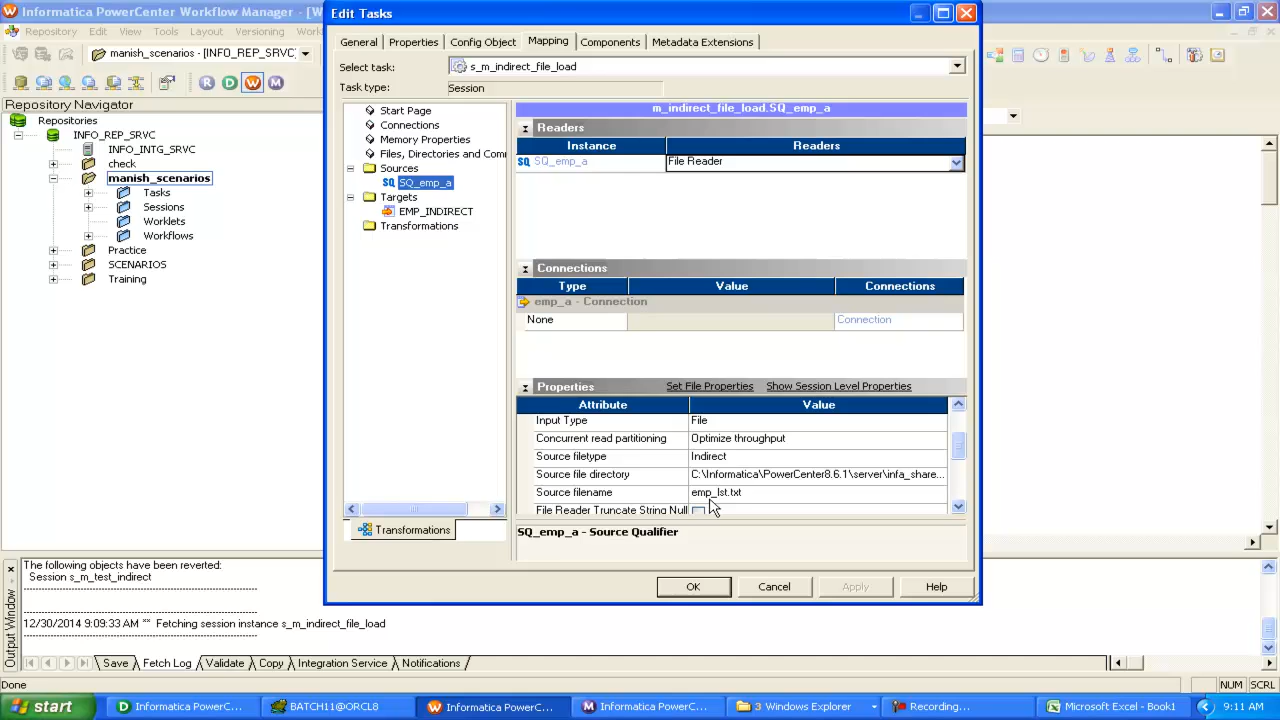 Informatica PowerCenter Workflow Manager - [W
Edit Tasks
Repository Edit View Tools Layout Versioning
manish_scenarios - (INFO_REP_SRVC
R D W M
Repository Navigator
Repositories
INFO_REP_SRVC
INFO_INTG_SRVC
check
manish_scenarios
Tasks
Sessions
Worklets
Workflows
Practice
SCENARIOS
Training
General Properties Config Object Mapping Components Metadata Extensions
Select task: s_m_indirect_file_load
Task type: Session
Start Page
Connections
Memory Properties
Files, Directories and Com
Sources
SQ_emp_a
Targets
EMP_INDIRECT
Transformations
Transformations
m_indirect_file_load.SQ_emp_a
Readers
Instance Readers
SQ_emp_a File Reader
Connections
Type Value Connections
emp_a - Connection
None Connection
Properties Set File Properties Show Session Level Properties
Attribute Value
Input Type File
Concurrent read partitioning Optimize throughput
Source filetype Indirect
Source file directory C:\Informatica\PowerCenter8.6.1\server\infa_share...
Source filename emp_lst.txt
File Reader Truncate String Null
SQ_emp_a - Source Qualifier
OK Cancel Apply Help
Output Window
The following objects have been reverted:
Session s_m_test_indirect
12/30/2014 9:09:33 AM ** Fetching session instance s_m_indirect_file_load
Save Fetch Log Validate Copy Integration Service Notifications
Done NUM SCRL
start Informatica PowerCe... BATCH11@ORCL8 Informatica PowerCe... Informatica PowerCe... 3 Windows Explorer Recording... Microsoft Excel - Book1 9:11 AM